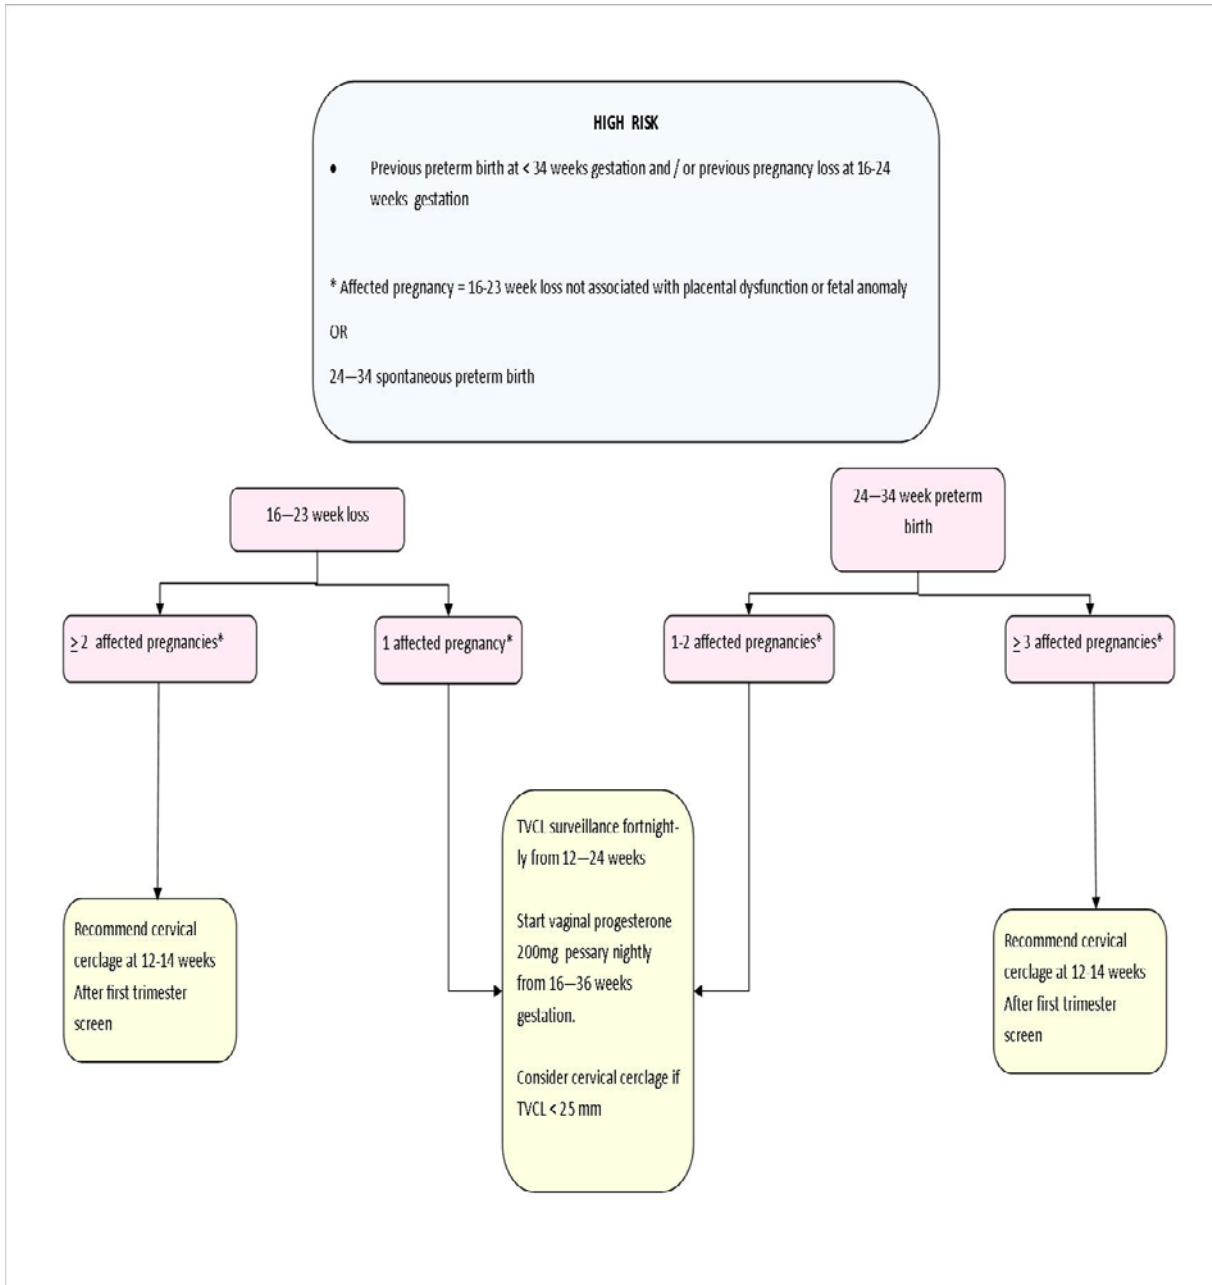 HIGH RISK
• Previous preterm birth at < 34 weeks gestation and / or previous pregnancy loss at 16-24
weeks gestation
* Affected pregnancy = 16-23 week loss not associated with placental dysfunction or fetal anomaly
OR
24—34 spontaneous preterm birth
16—23 week loss
24—34 week preterm
birth
≥ 2 affected pregnancies*
1 affected pregnancy*
1-2 affected pregnancies*
≥ 3 affected pregnancies*
TVCL surveillance fortnight-
ly from 12—24 weeks
Start vaginal progesterone
200mg pessary nightly
from 16—36 weeks
gestation.
Consider cervical cerclage if
TVCL < 25 mm
Recommend cervical
cerclage at 12-14 weeks
After first trimester
screen
Recommend cervical
cerclage at 12-14 weeks
After first trimester
screen